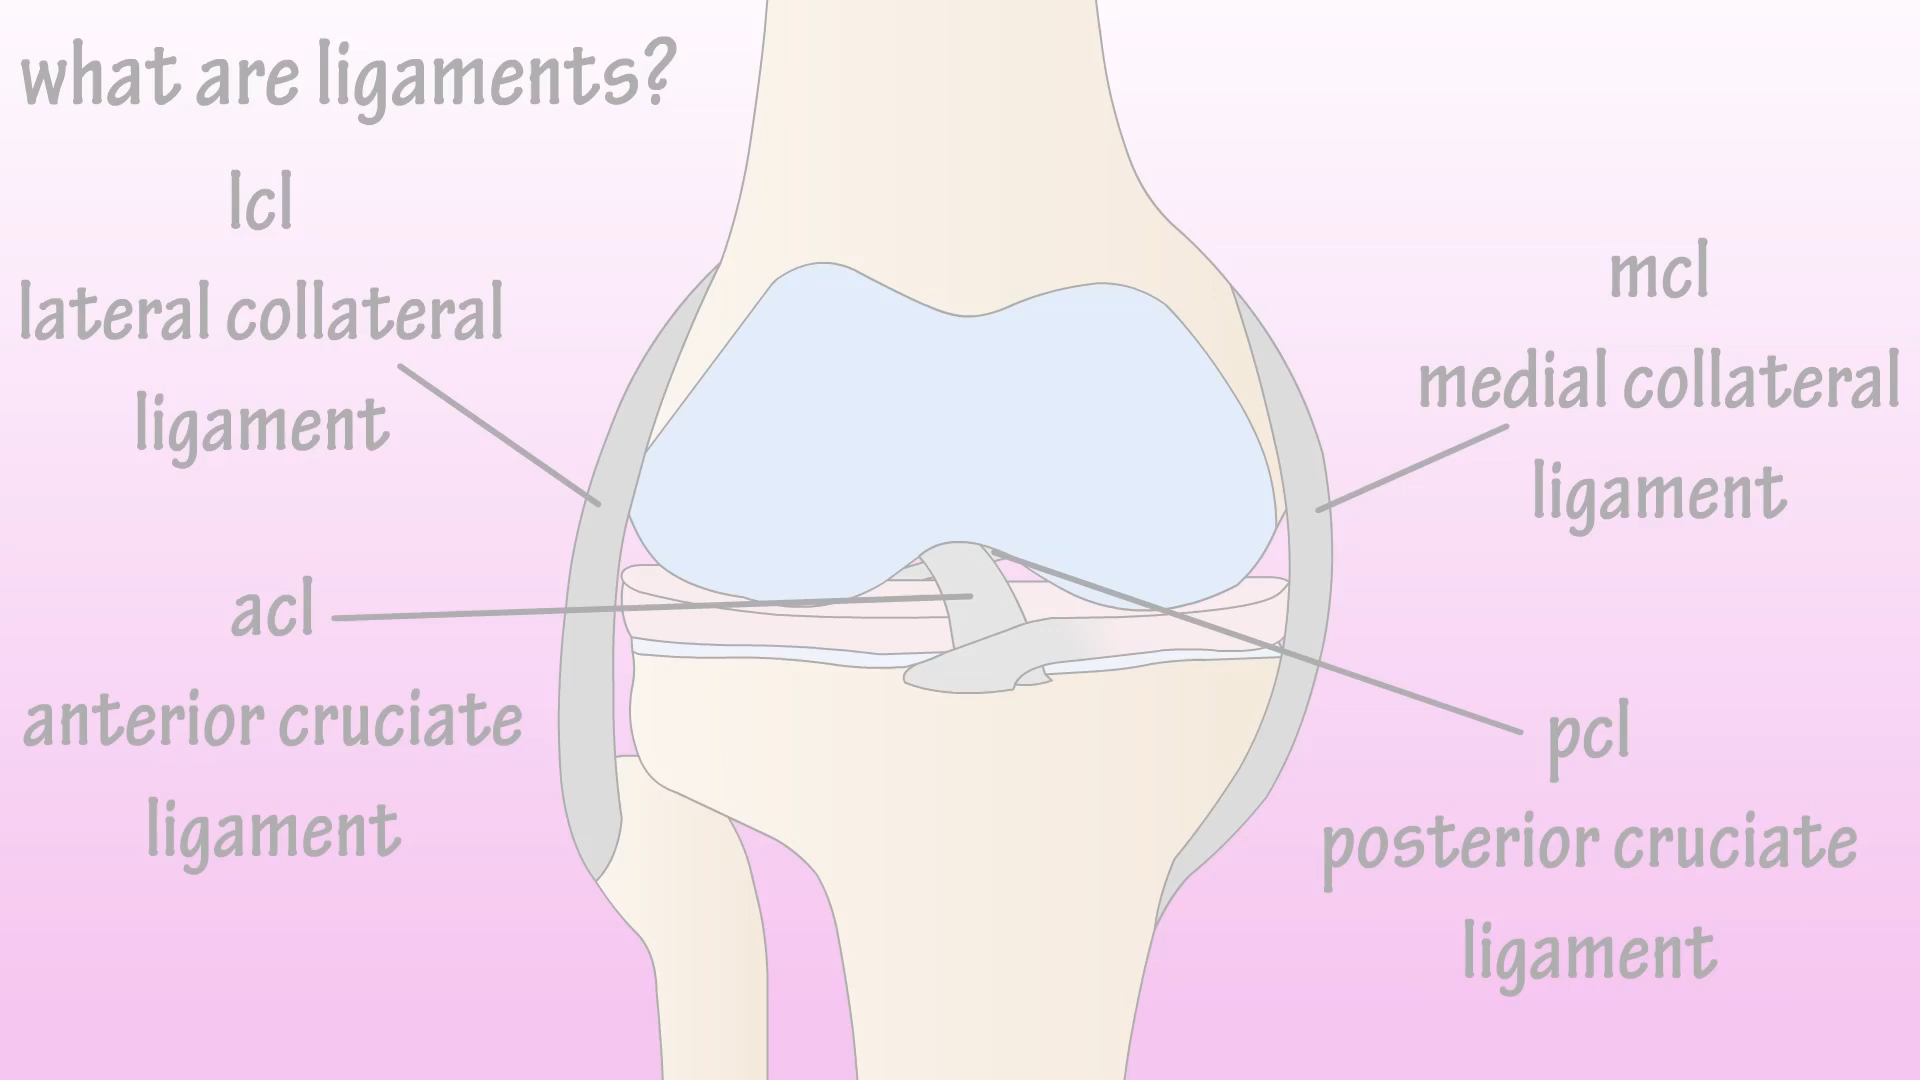 what are ligaments?
lcl
lateral collateral
ligament
mcl
medial collateral
ligament
acl
anterior cruciate
ligament
pcl
posterior cruciate
ligament